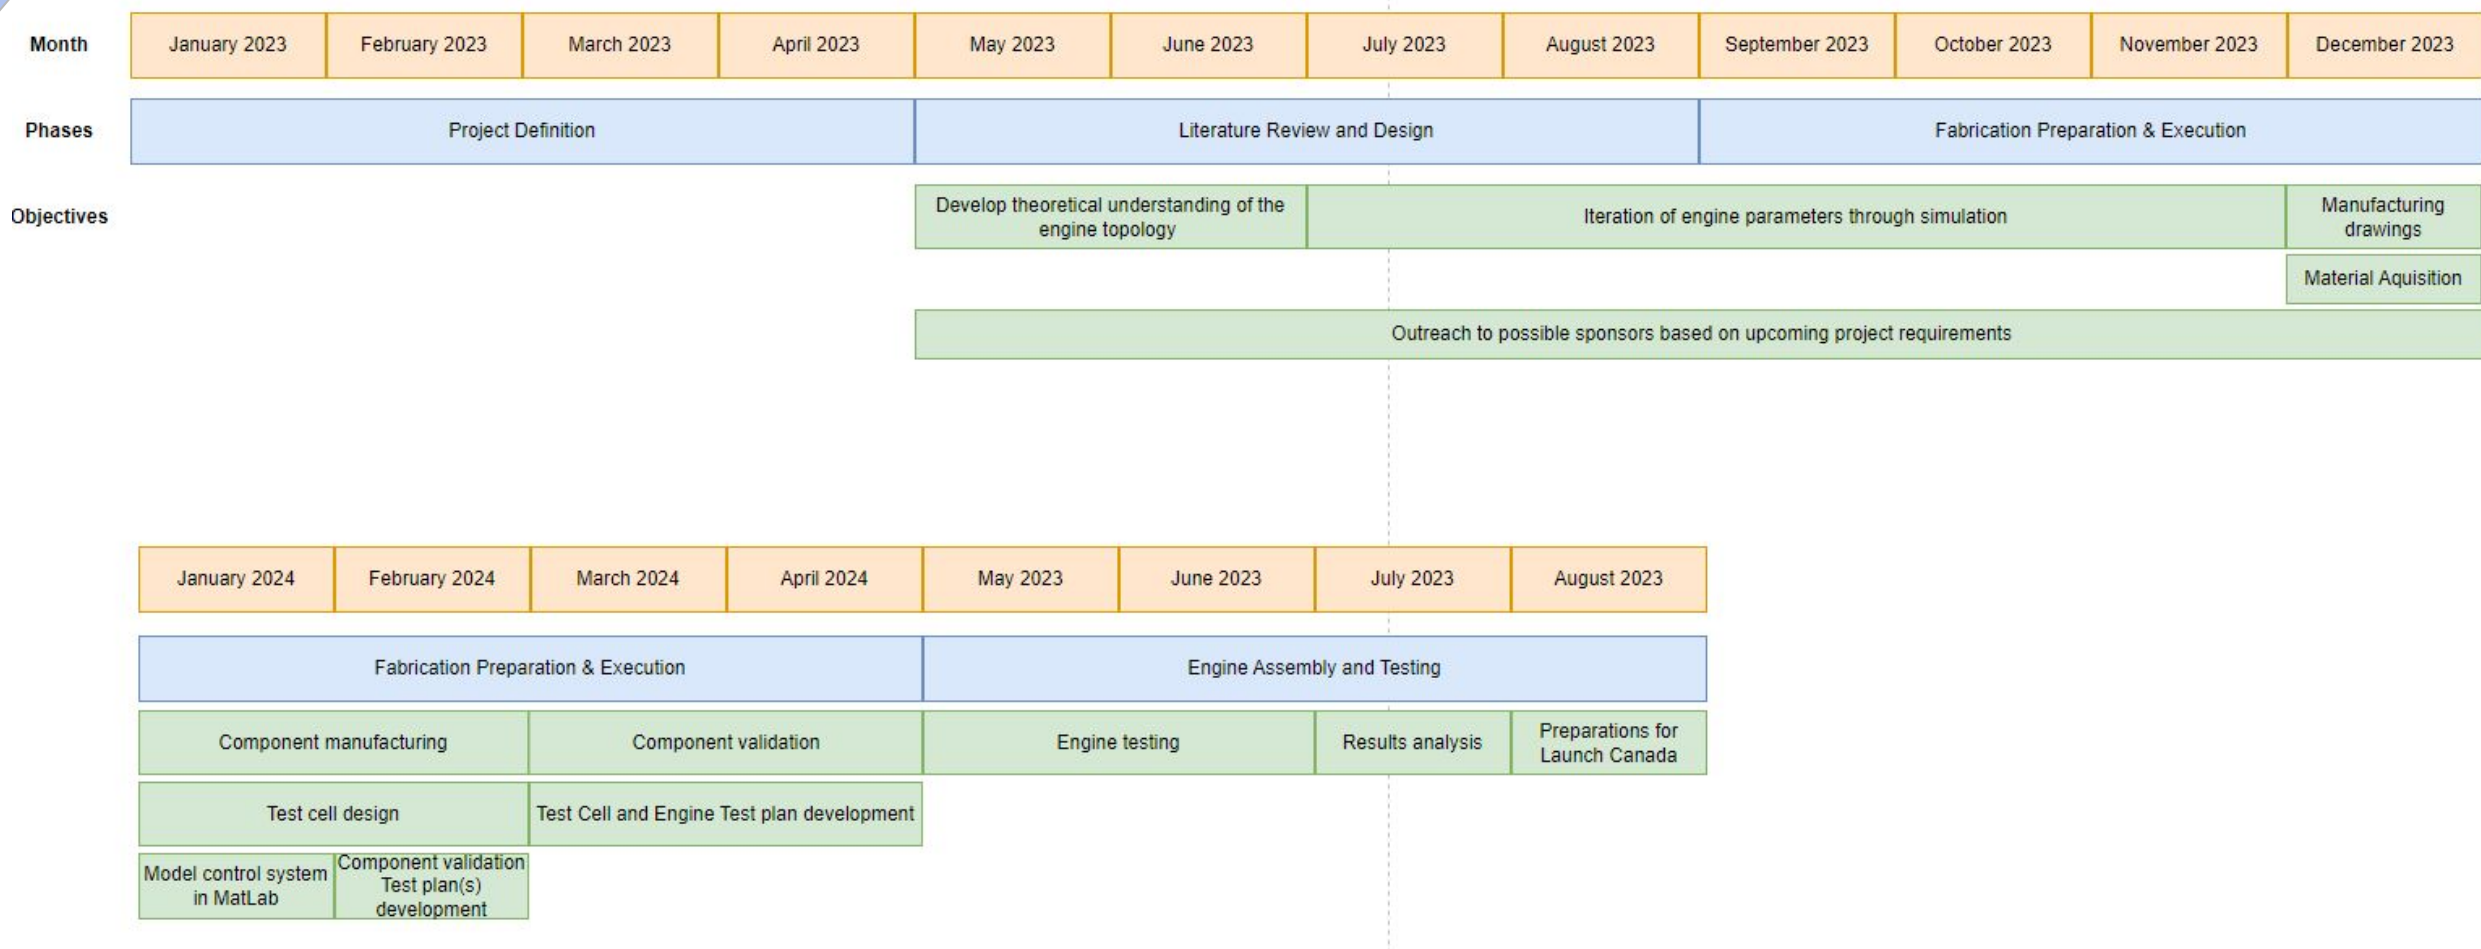 Month
January 2023
February 2023
March 2023
April 2023
May 2023
June 2023
July 2023
August 2023
September 2023
October 2023
November 2023
December 2023
Phases
Project Definition
Literature Review and Design
Fabrication Preparation & Execution
Objectives
Develop theoretical understanding of the
engine topology
Iteration of engine parameters through simulation
Manufacturing
drawings
Material Aquisition
Outreach to possible sponsors based on upcoming project requirements
January 2024
February 2024
March 2024
April 2024
May 2023
June 2023
July 2023
August 2023
Fabrication Preparation & Execution
Engine Assembly and Testing
Component manufacturing
Component validation
Engine testing
Results analysis
Preparations for
Launch Canada
Test cell design
Test Cell and Engine Test plan development
Model control system
in MatLab
Component validation
Test plan(s)
development